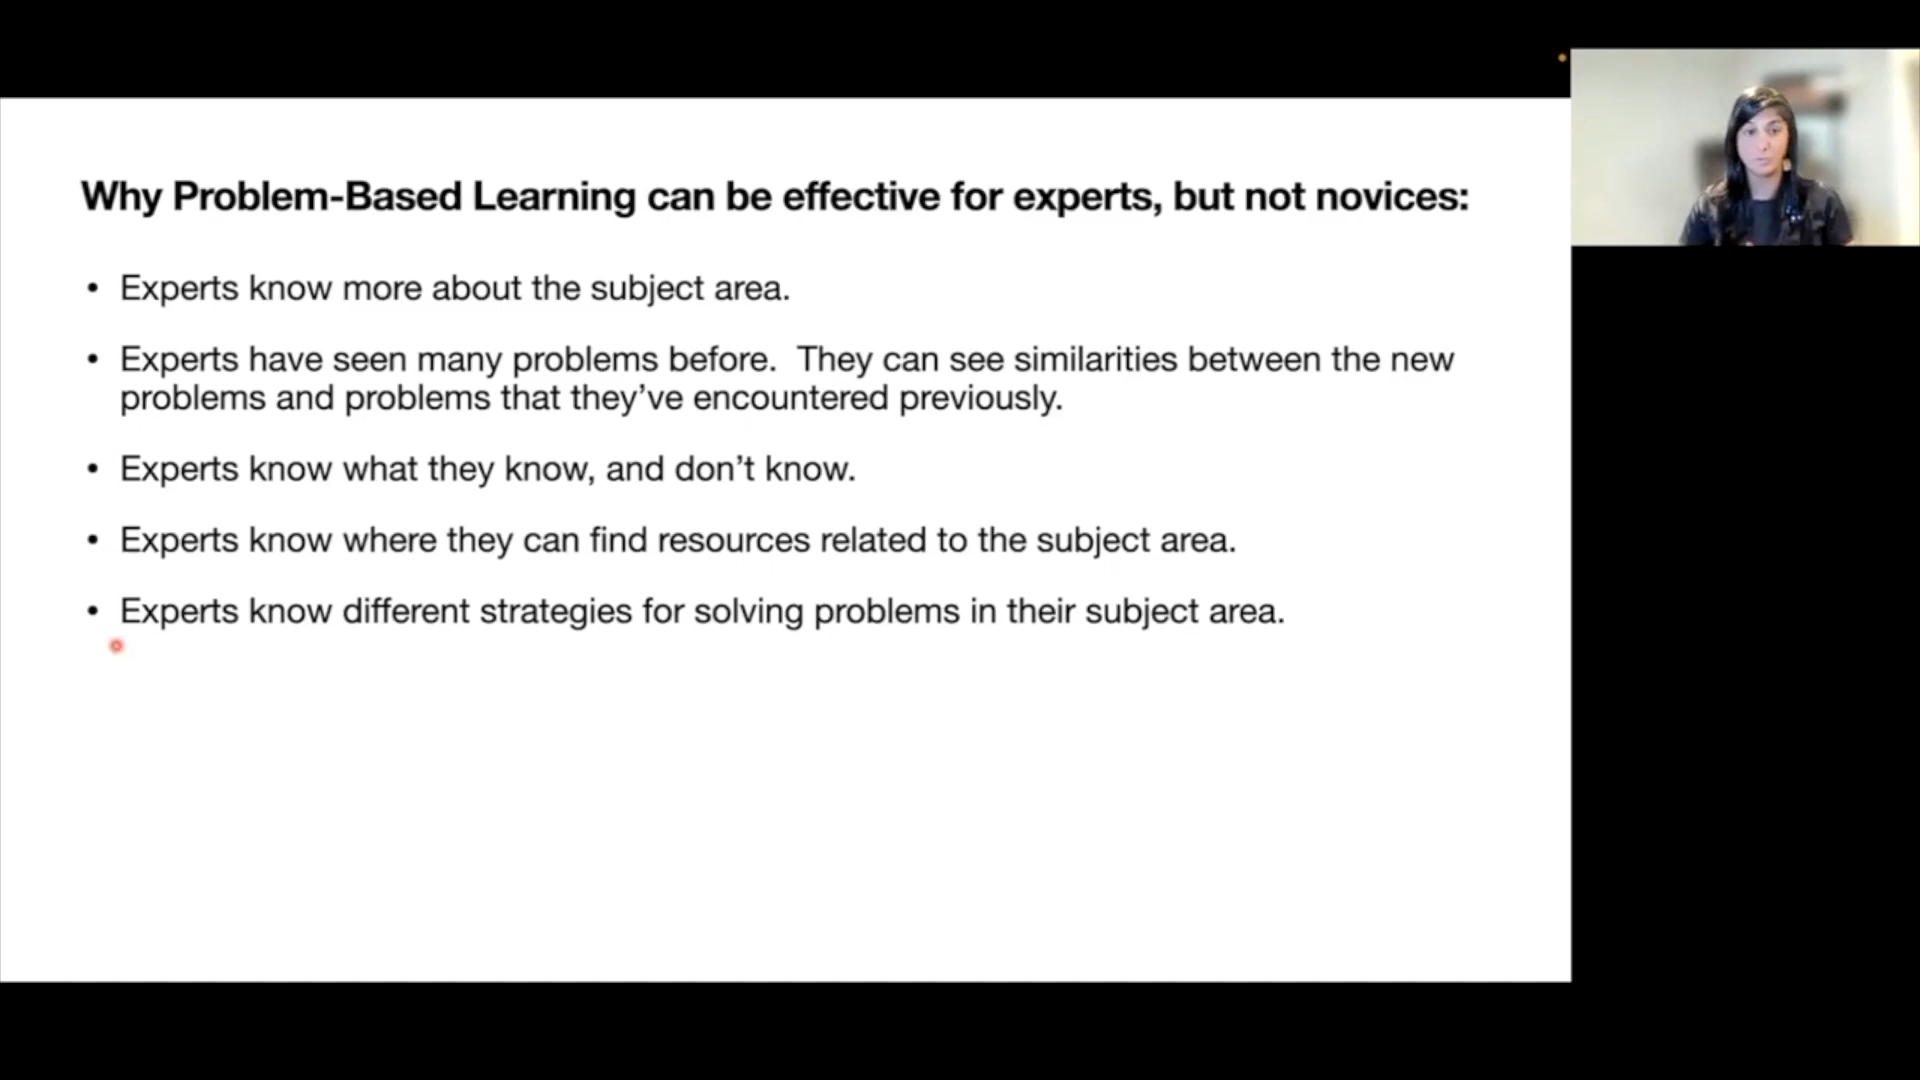 Why Problem-Based Learning can be effective for experts, but not novices:
• Experts know more about the subject area.
• Experts have seen many problems before.  They can see similarities between the new
problems and problems that they’ve encountered previously.
• Experts know what they know, and don’t know.
• Experts know where they can find resources related to the subject area.
• Experts know different strategies for solving problems in their subject area.